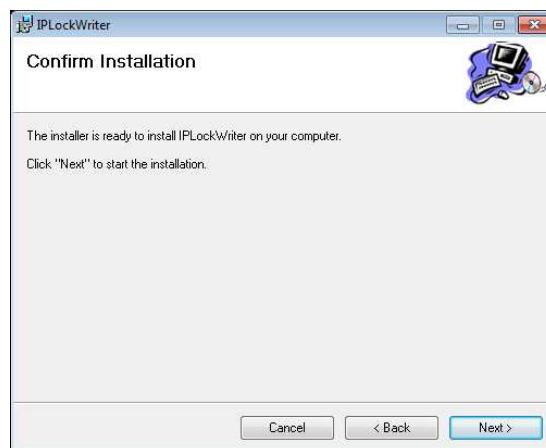 IPLockWriter
Confirm Installation
The installer is ready to install IPLockWriter on your computer.
Click "Next" to start the installation.
Cancel
< Back
Next >